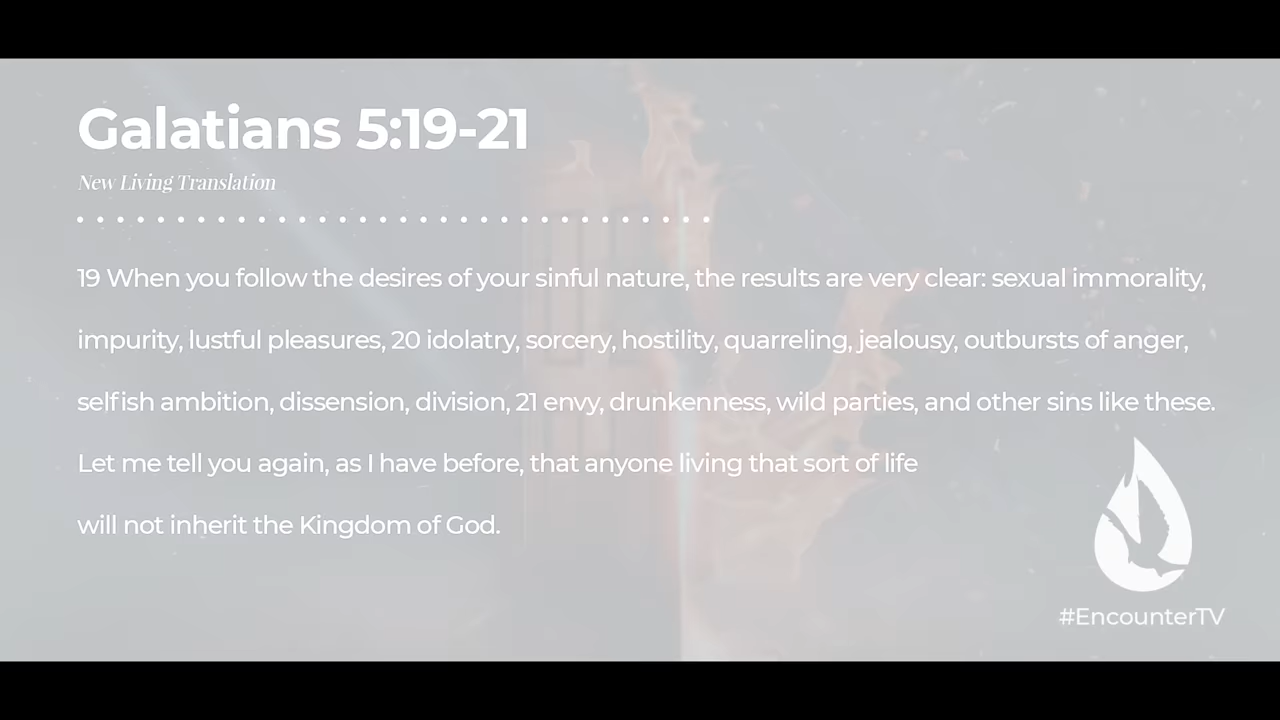 Galatians 5:19-21
New Living Translation
19 When you follow the desires of your sinful nature, the results are very clear: sexual immorality,
impurity, lustful pleasures, 20 idolatry, sorcery, hostility, quarreling, jealousy, outbursts of anger,
selfish ambition, dissension, division, 21 envy, drunkenness, wild parties, and other sins like these.
Let me tell you again, as I have before, that anyone living that sort of life
will not inherit the Kingdom of God.
#EncounterTV